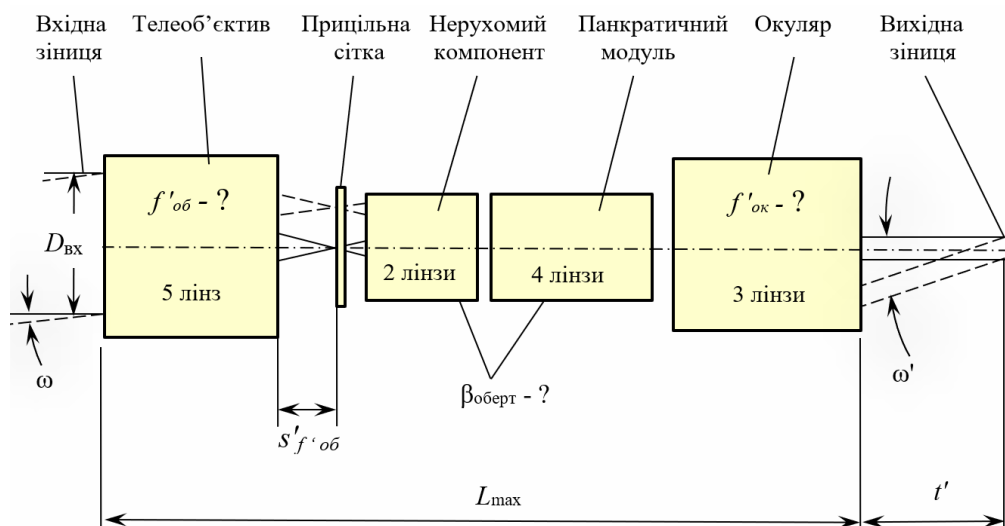 Вхідна зіниця
Телеоб’єктив
Прицільна сітка
Нерухомий компонент
Панкратичний модуль
Окуляр
Вихідна зіниця
f'об - ?
f'ок - ?
Dвх
5 лінз
2 лінзи
4 лінзи
3 лінзи
ω
ω'
βоберт - ?
s'f‘об
Lmax
t'